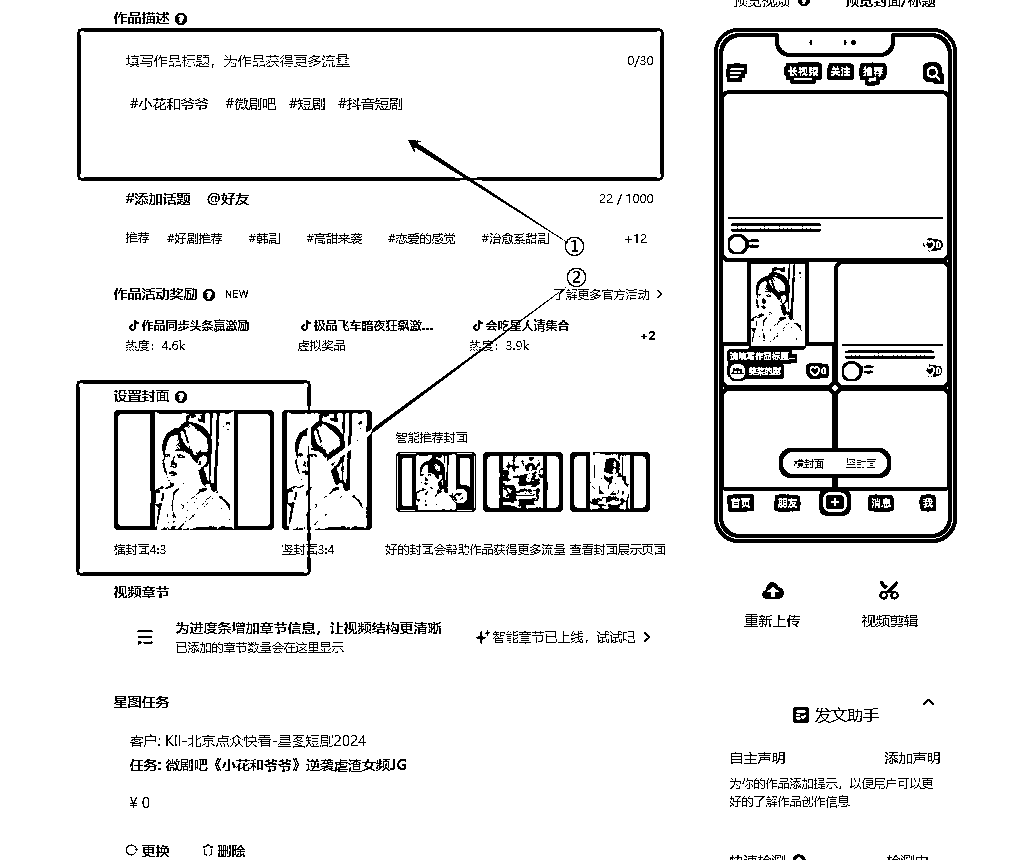 作品描述 ?
填写作品标题，为作品获得更多流量 0/30
#小花和爷爷 #微剧吧 #短剧 #抖音短剧
#添加话题 @好友 22 / 1000
推荐 #好剧推荐 #韩剧 #高甜来袭 #恋爱的感觉 #治愈系甜剧 +12
①
②
作品活动奖励 ? NEW 了解更多官方活动 >
作品同步头条赢激励 极品飞车暗夜狂飙激... 会吃星人请集合
热度：4.6k 虚拟奖品 热度：3.9k +2
设置封面 ?
智能推荐封面
横封面4:3 竖封面3:4 好的封面会帮助作品获得更多流量 查看封面展示页面
视频章节
为进度条增加章节信息，让视频结构更清晰
已添加的章节数量会在这里显示
智能章节已上线，试试吧 >
星图任务
客户: KII-北京点众快看-星图短剧2024
任务: 微剧吧《小花和爷爷》逆袭虐渣女频JG
¥ 0
更换 删除
预览视频 预览封面/标题
长视频 关注 推荐
请填写作品标题...
横封面 竖封面
首页 朋友 + 消息 我
重新上传 视频剪辑
发文助手
自主声明 添加声明
为你的作品添加提示，以便用户可以更
好的了解作品创作信息
快速检测 检测中